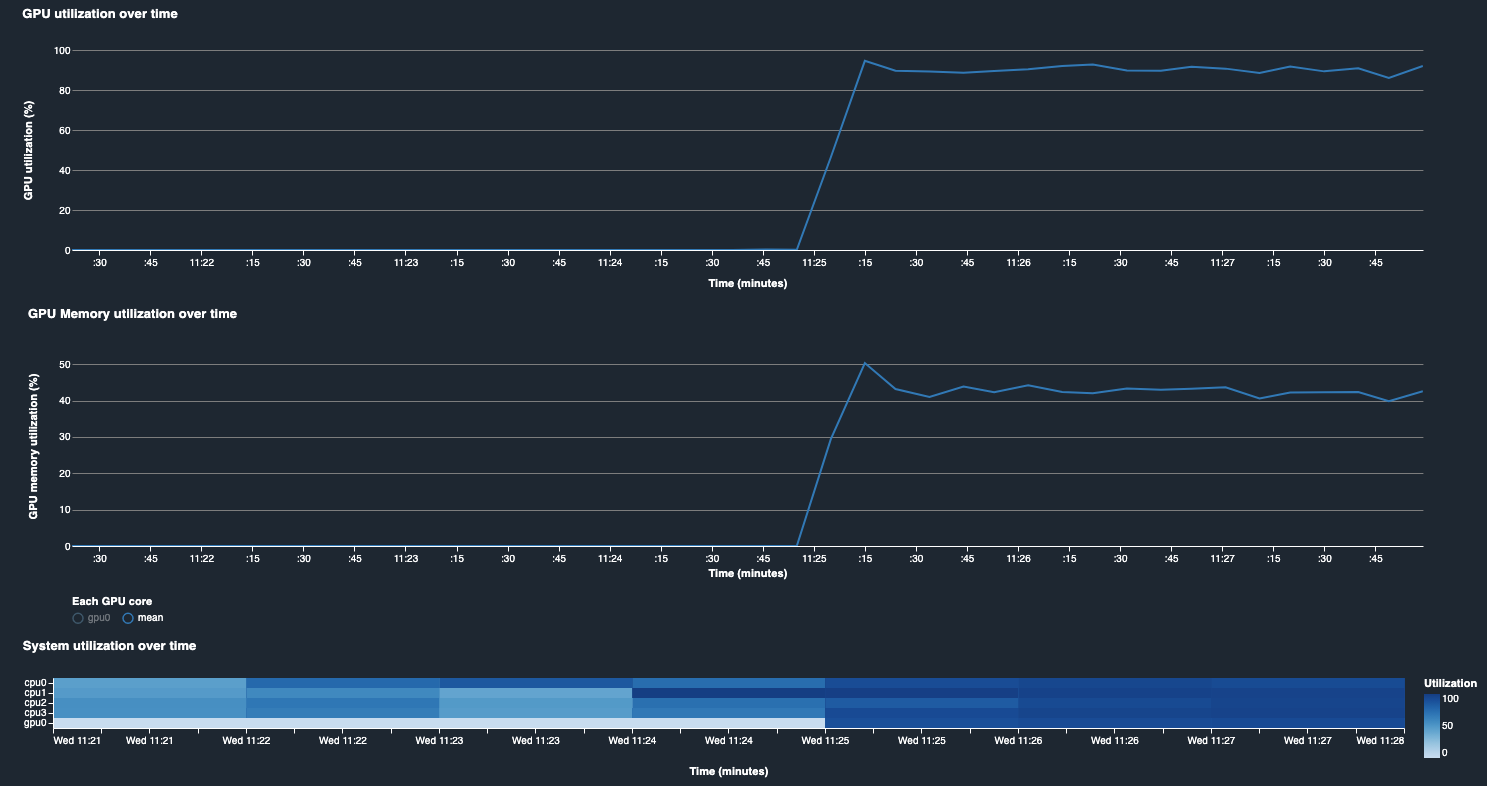 GPU utilization over time
GPU utilization (%)
100
80
60
40
20
0
:30 :45 11:22 :15 :30 :45 11:23 :15 :30 :45 11:24 :15 :30 :45 11:25 :15 :30 :45 11:26 :15 :30 :45 11:27 :15 :30 :45
Time (minutes)
GPU Memory utilization over time
GPU memory utilization (%)
50
40
30
20
10
0
:30 :45 11:22 :15 :30 :45 11:23 :15 :30 :45 11:24 :15 :30 :45 11:25 :15 :30 :45 11:26 :15 :30 :45 11:27 :15 :30 :45
Time (minutes)
Each GPU core
gpu0 mean
System utilization over time
cpu0
cpu1
cpu2
cpu3
gpu0
Wed 11:21 Wed 11:21 Wed 11:22 Wed 11:22 Wed 11:23 Wed 11:23 Wed 11:24 Wed 11:24 Wed 11:25 Wed 11:25 Wed 11:26 Wed 11:26 Wed 11:27 Wed 11:27 Wed 11:28
Time (minutes)
Utilization
100
50
0